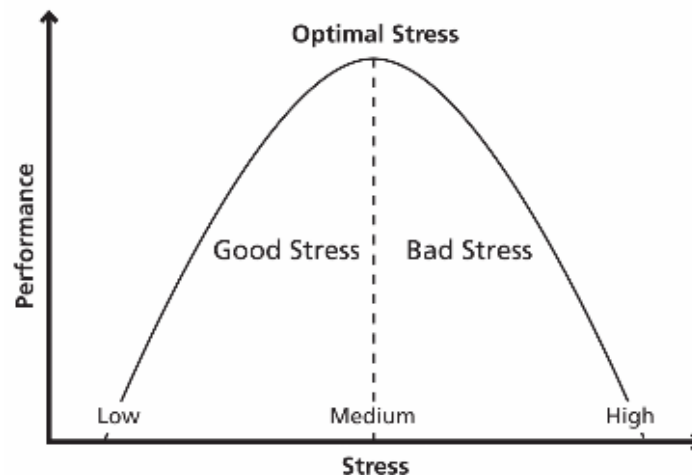 Optimal Stress
Performance
Good Stress
Bad Stress
Low
Medium
High
Stress